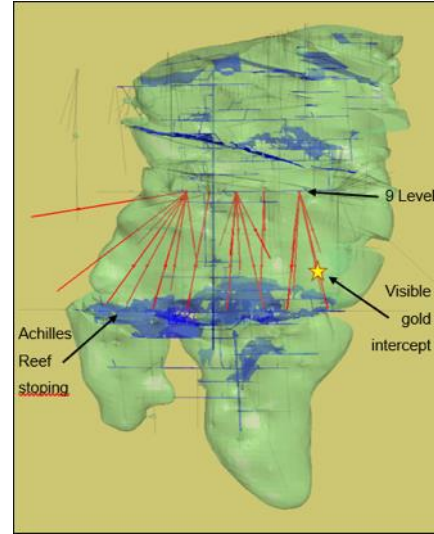 9 Level
Visible
gold
intercept
Achilles
Reef
stoping